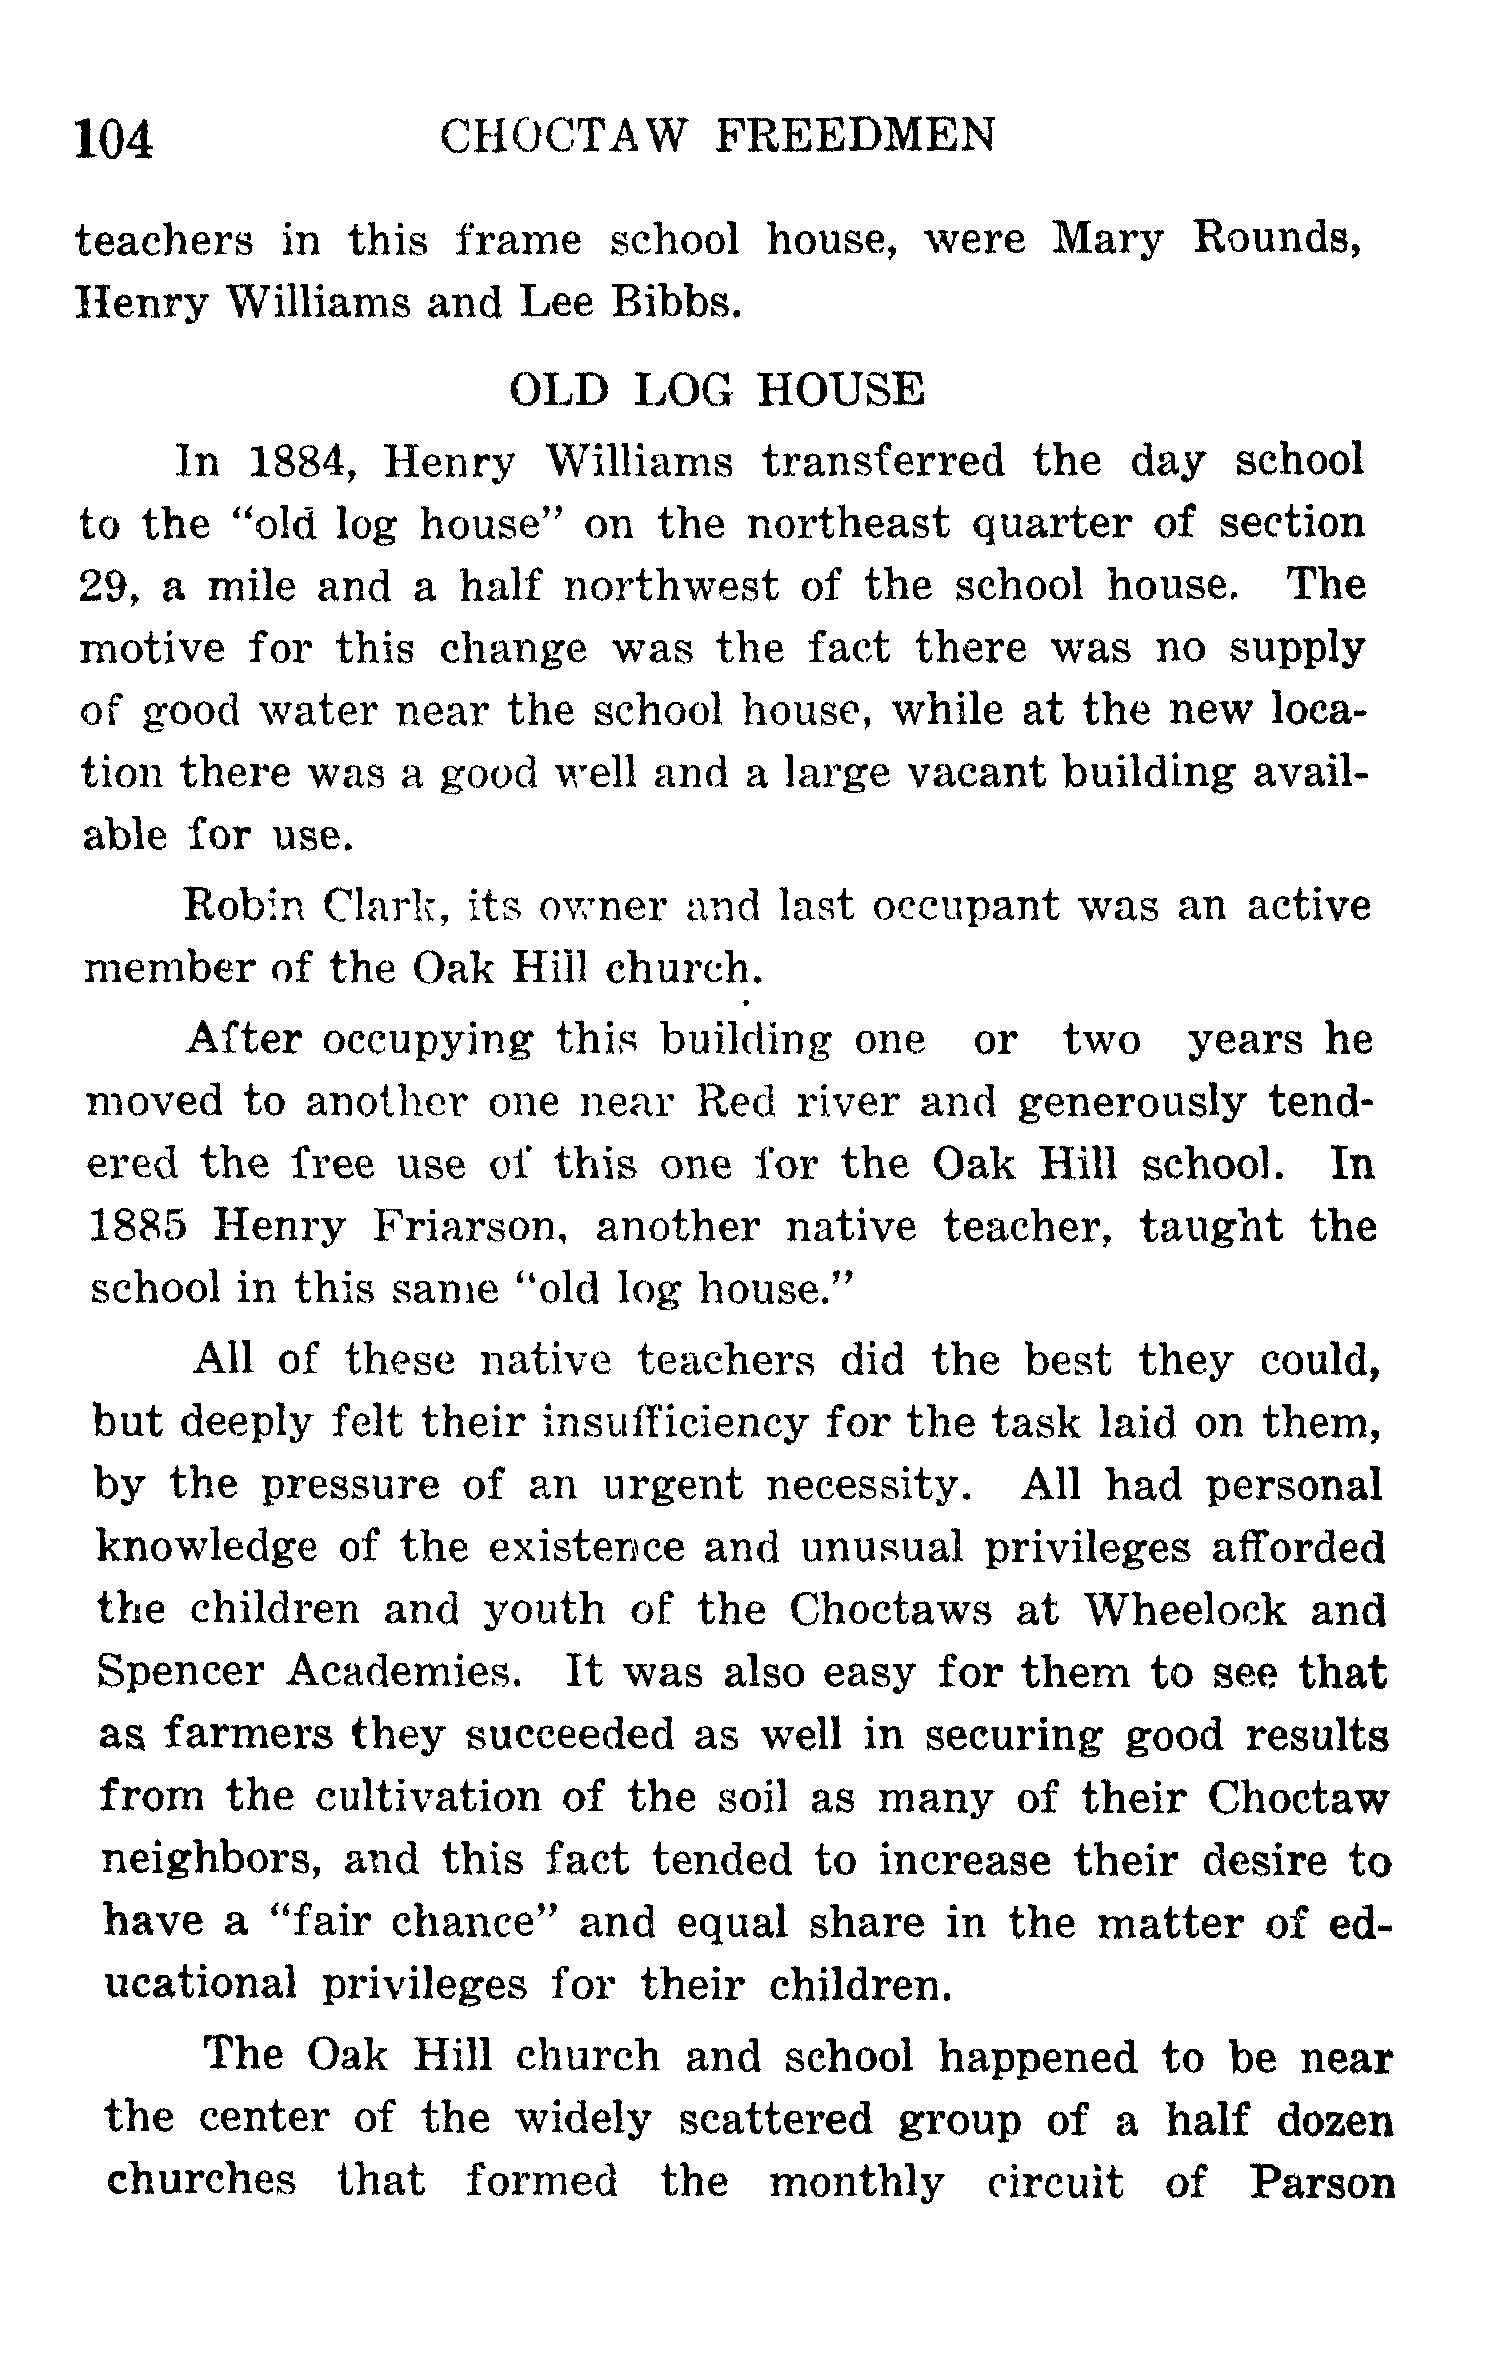 104 CHOCTAW FREEDMEN
teachers in this frame school house, were Mary Rounds,
Henry Williams and Lee Bibbs.
OLD LOG HOUSE
In 1884, Henry Williams transferred the day school
to the “old log house” on the northeast quarter of section
29, a mile and a half northwest of the school house. The
motive for this change was the fact there was no supply
of good water near the school house, while at the new loca-
tion there was a good well and a large vacant building avail-
able for use.
Robin Clark, its owner and last occupant was an active
member of the Oak Hill church.
After occupying this building one or two years he
moved to another one near Red river and generously tend-
ered the free use of this one for the Oak Hill school. In
1885 Henry Friarson, another native teacher, taught the
school in this same “old log house.”
All of these native teachers did the best they could,
but deeply felt their insufficiency for the task laid on them,
by the pressure of an urgent necessity. All had personal
knowledge of the existence and unusual privileges afforded
the children and youth of the Choctaws at Wheelock and
Spencer Academies. It was also easy for them to see that
as farmers they succeeded as well in securing good results
from the cultivation of the soil as many of their Choctaw
neighbors, and this fact tended to increase their desire to
have a “fair chance” and equal share in the matter of ed-
ucational privileges for their children.
The Oak Hill church and school happened to be near
the center of the widely scattered group of a half dozen
churches that formed the monthly circuit of Parson